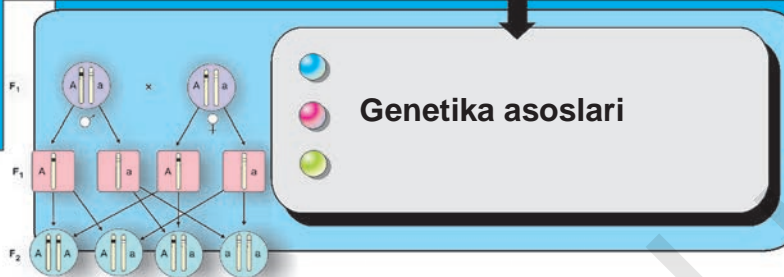 F₁ A a × A a
♂ ♀
Genetika asoslari
F₁ A a A a
F₂ A A A a A a a a